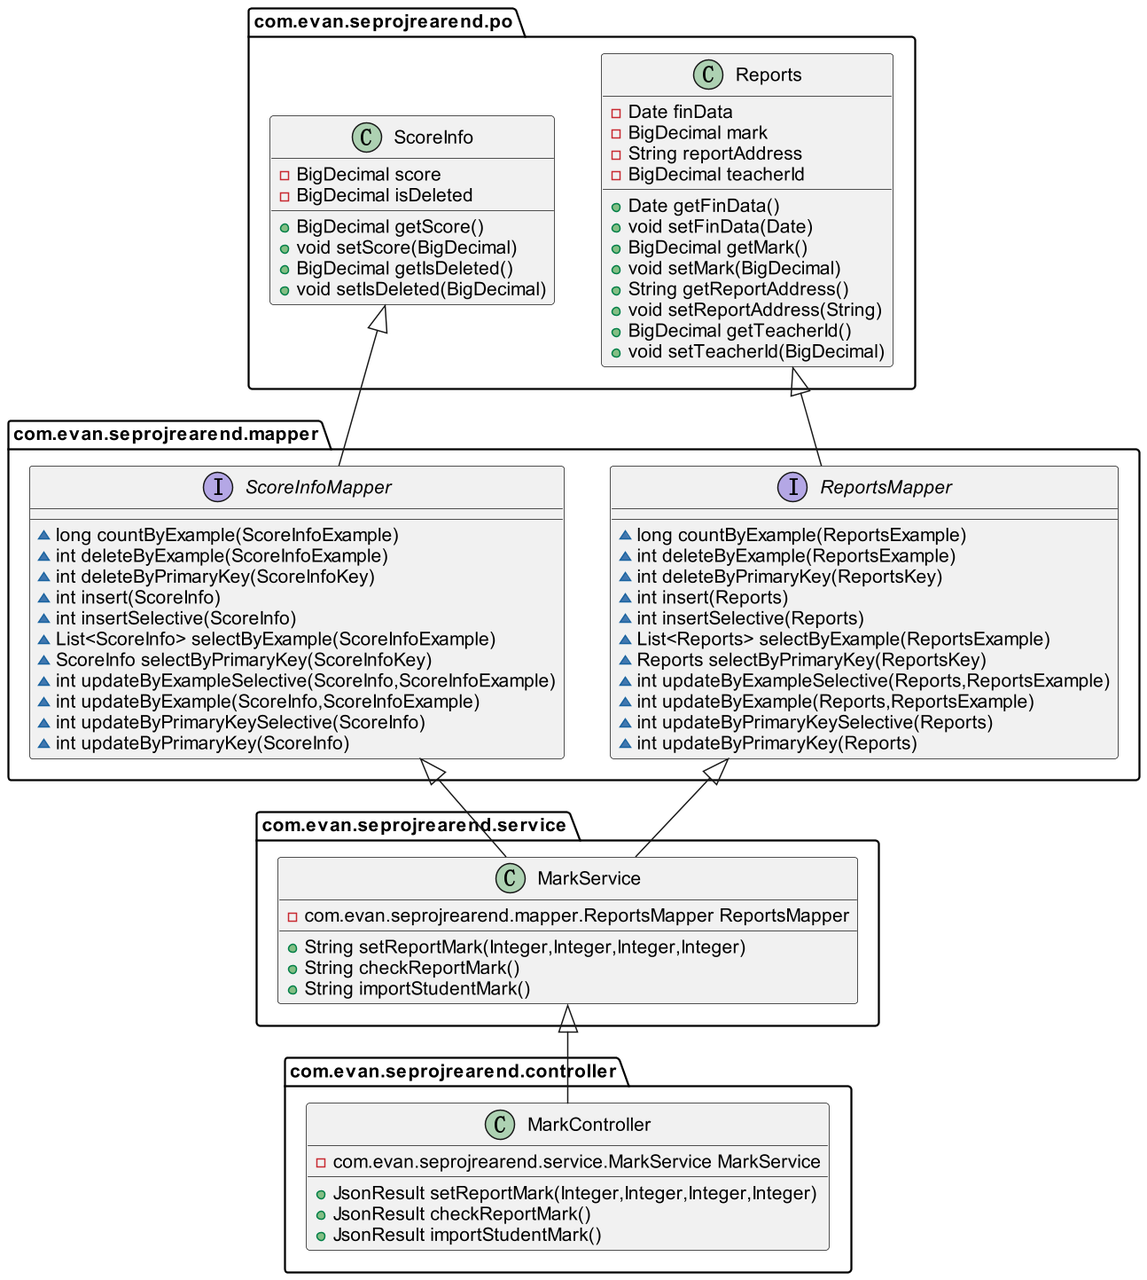 com.evan.seprojrearend.po
C Reports
Date finData
BigDecimal mark
String reportAddress
BigDecimal teacherId
Date getFinData()
void setFinData(Date)
BigDecimal getMark()
void setMark(BigDecimal)
String getReportAddress()
void setReportAddress(String)
BigDecimal getTeacherId()
void setTeacherId(BigDecimal)
C ScoreInfo
BigDecimal score
BigDecimal isDeleted
BigDecimal getScore()
void setScore(BigDecimal)
BigDecimal getIsDeleted()
void setIsDeleted(BigDecimal)
com.evan.seprojrearend.mapper
I ScoreInfoMapper
long countByExample(ScoreInfoExample)
int deleteByExample(ScoreInfoExample)
int deleteByPrimaryKey(ScoreInfoKey)
int insert(ScoreInfo)
int insertSelective(ScoreInfo)
List<ScoreInfo> selectByExample(ScoreInfoExample)
ScoreInfo selectByPrimaryKey(ScoreInfoKey)
int updateByExampleSelective(ScoreInfo,ScoreInfoExample)
int updateByExample(ScoreInfo,ScoreInfoExample)
int updateByPrimaryKeySelective(ScoreInfo)
int updateByPrimaryKey(ScoreInfo)
I ReportsMapper
long countByExample(ReportsExample)
int deleteByExample(ReportsExample)
int deleteByPrimaryKey(ReportsKey)
int insert(Reports)
int insertSelective(Reports)
List<Reports> selectByExample(ReportsExample)
Reports selectByPrimaryKey(ReportsKey)
int updateByExampleSelective(Reports,ReportsExample)
int updateByExample(Reports,ReportsExample)
int updateByPrimaryKeySelective(Reports)
int updateByPrimaryKey(Reports)
com.evan.seprojrearend.service
C MarkService
com.evan.seprojrearend.mapper.ReportsMapper ReportsMapper
String setReportMark(Integer,Integer,Integer,Integer)
String checkReportMark()
String importStudentMark()
com.evan.seprojrearend.controller
C MarkController
com.evan.seprojrearend.service.MarkService MarkService
JsonResult setReportMark(Integer,Integer,Integer,Integer)
JsonResult checkReportMark()
JsonResult importStudentMark()